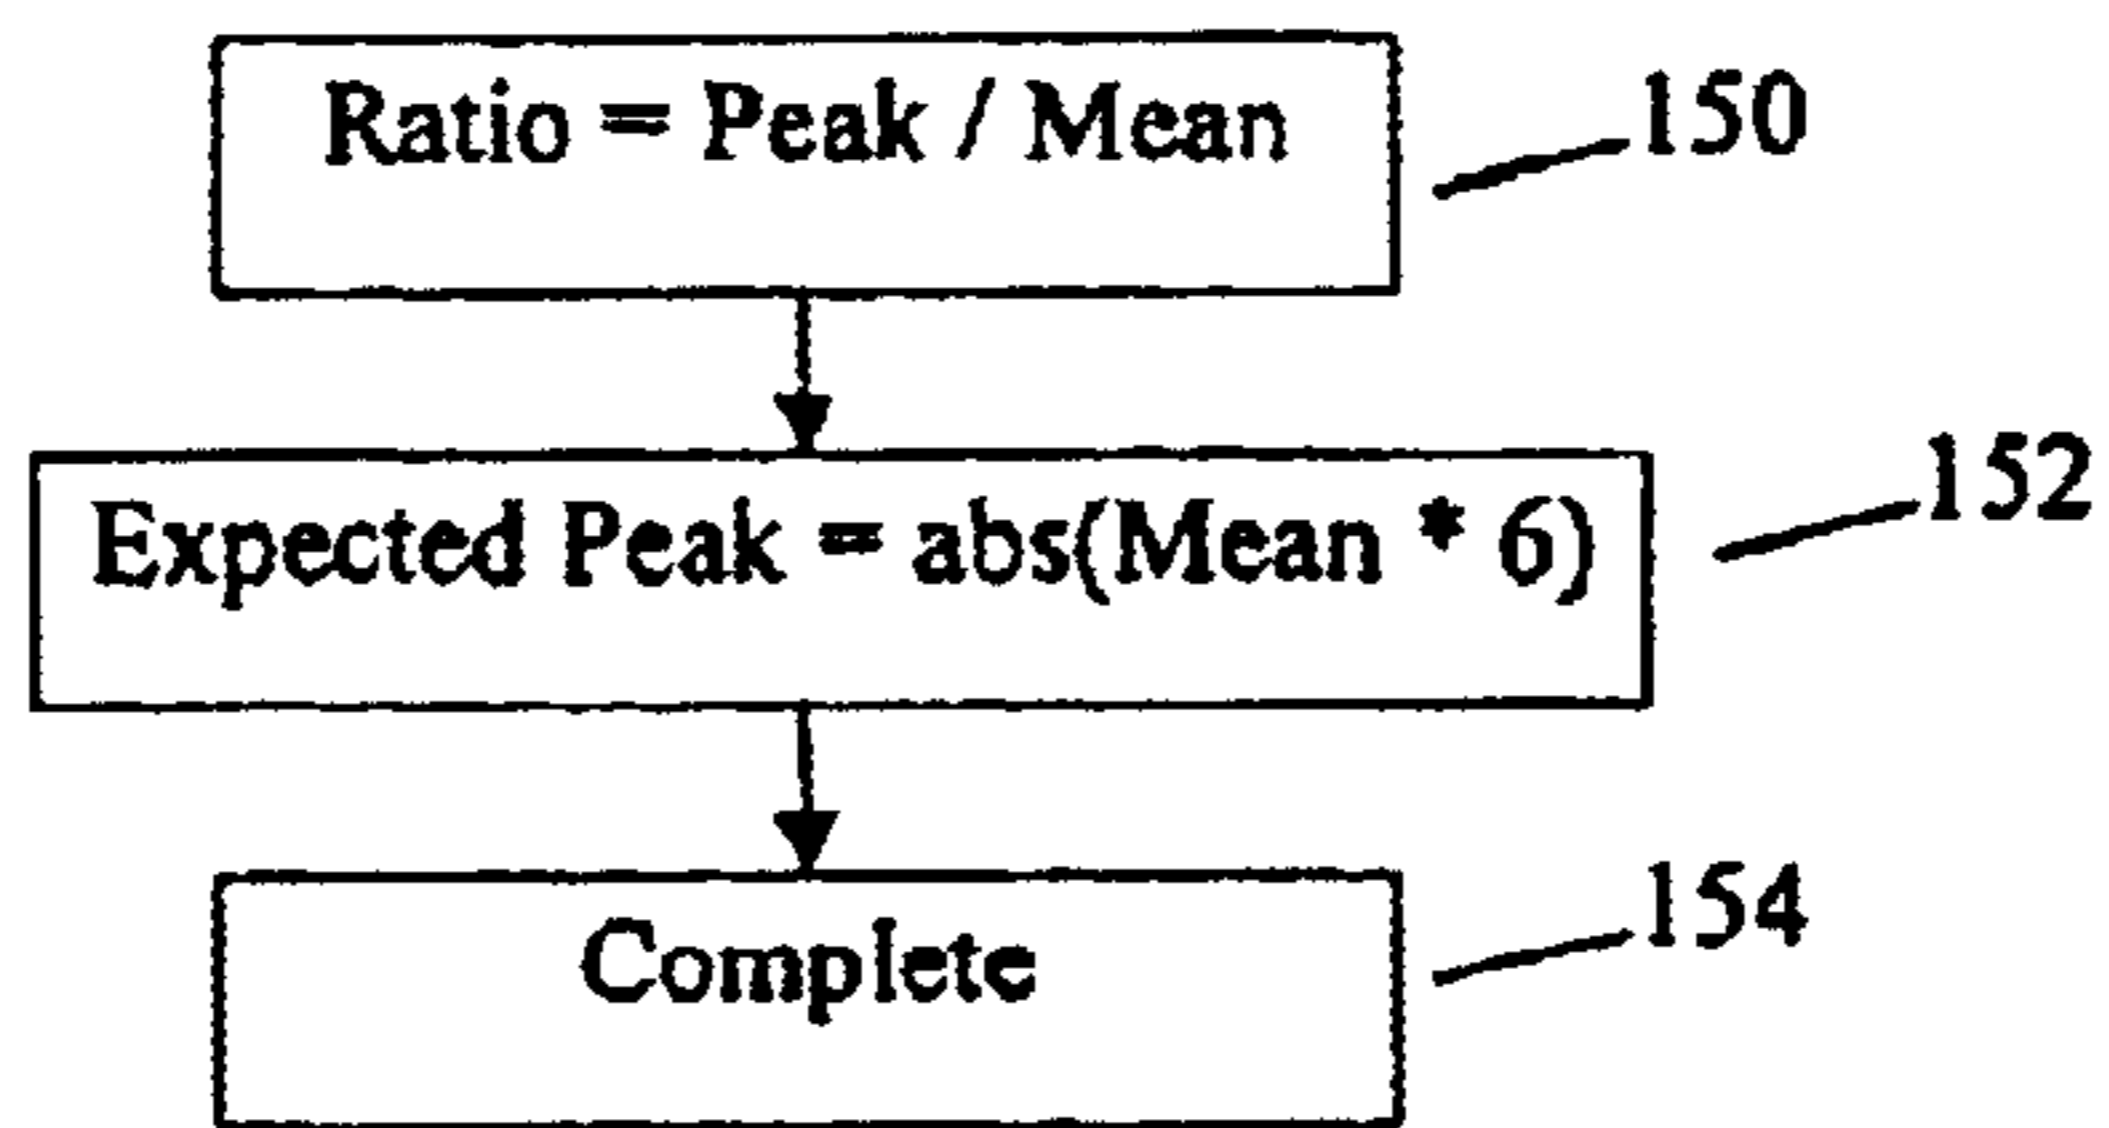 Ratio = Peak / Mean
150
Expected Peak = abs(Mean * 6)
152
Complete
154